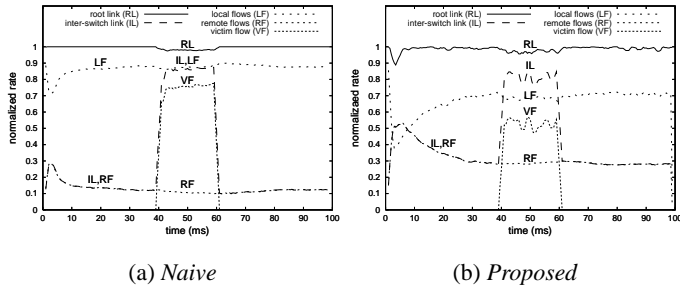 root link (RL)
inter-switch link (IL)
local flows (LF)
remote flows (RF)
victim flow (VF)
normalized rate
1
0.9
0.8
0.7
0.6
0.5
0.4
0.3
0.2
0.1
0
RL
IL,LF
LF
VF
IL,RF
RF
0 10 20 30 40 50 60 70 80 90 100
time (ms)
(a) Naive
root link (RL)
inter-switch link (IL)
local flows (LF)
remote flows (RF)
victim flow (VF)
normalizaed rate
1
0.9
0.8
0.7
0.6
0.5
0.4
0.3
0.2
0.1
0
RL
IL
LF
VF
IL,RF
RF
0 10 20 30 40 50 60 70 80 90 100
time (ms)
(b) Proposed